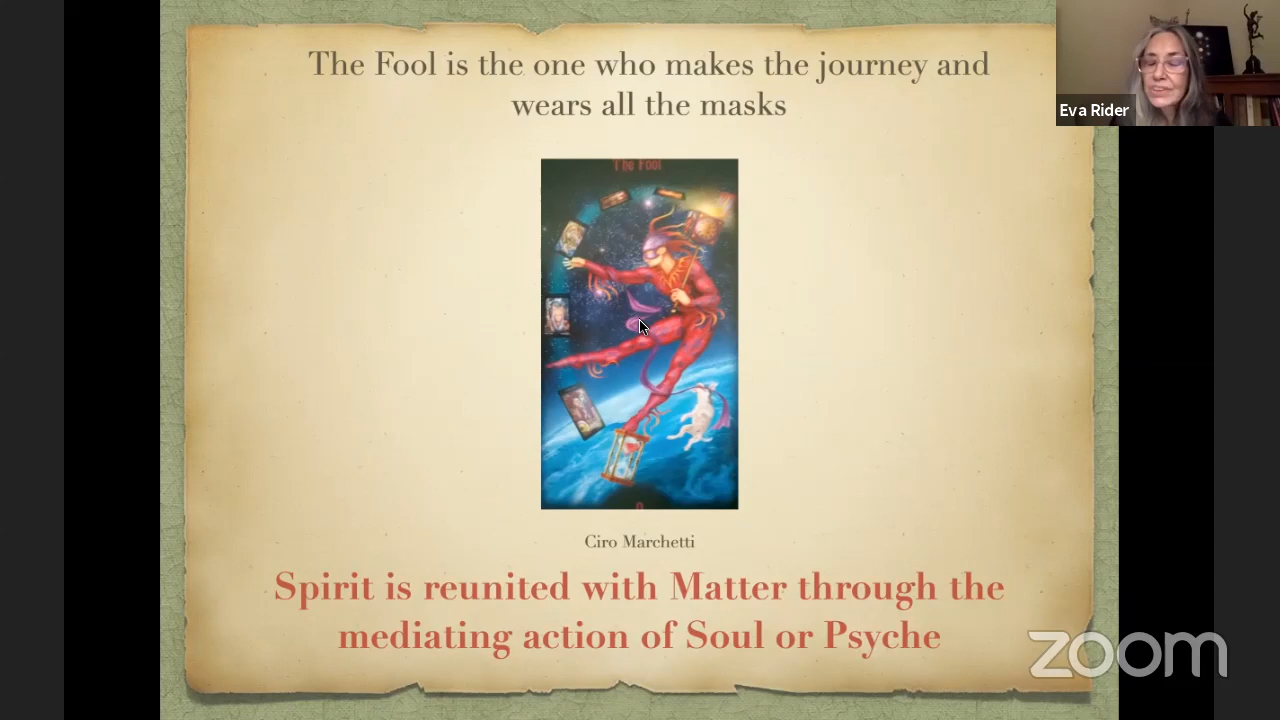 The Fool is the one who makes the journey and
wears all the masks
Eva Rider
The Fool
0
Ciro Marchetti
Spirit is reunited with Matter through the
mediating action of Soul or Psyche
zoom